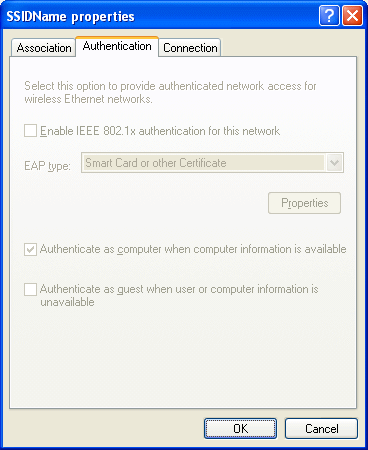 SSIDName properties
Association Authentication Connection
Select this option to provide authenticated network access for
wireless Ethernet networks.
Enable IEEE 802.1x authentication for this network
EAP type: Smart Card or other Certificate
Properties
Authenticate as computer when computer information is available
Authenticate as guest when user or computer information is
unavailable
OK Cancel